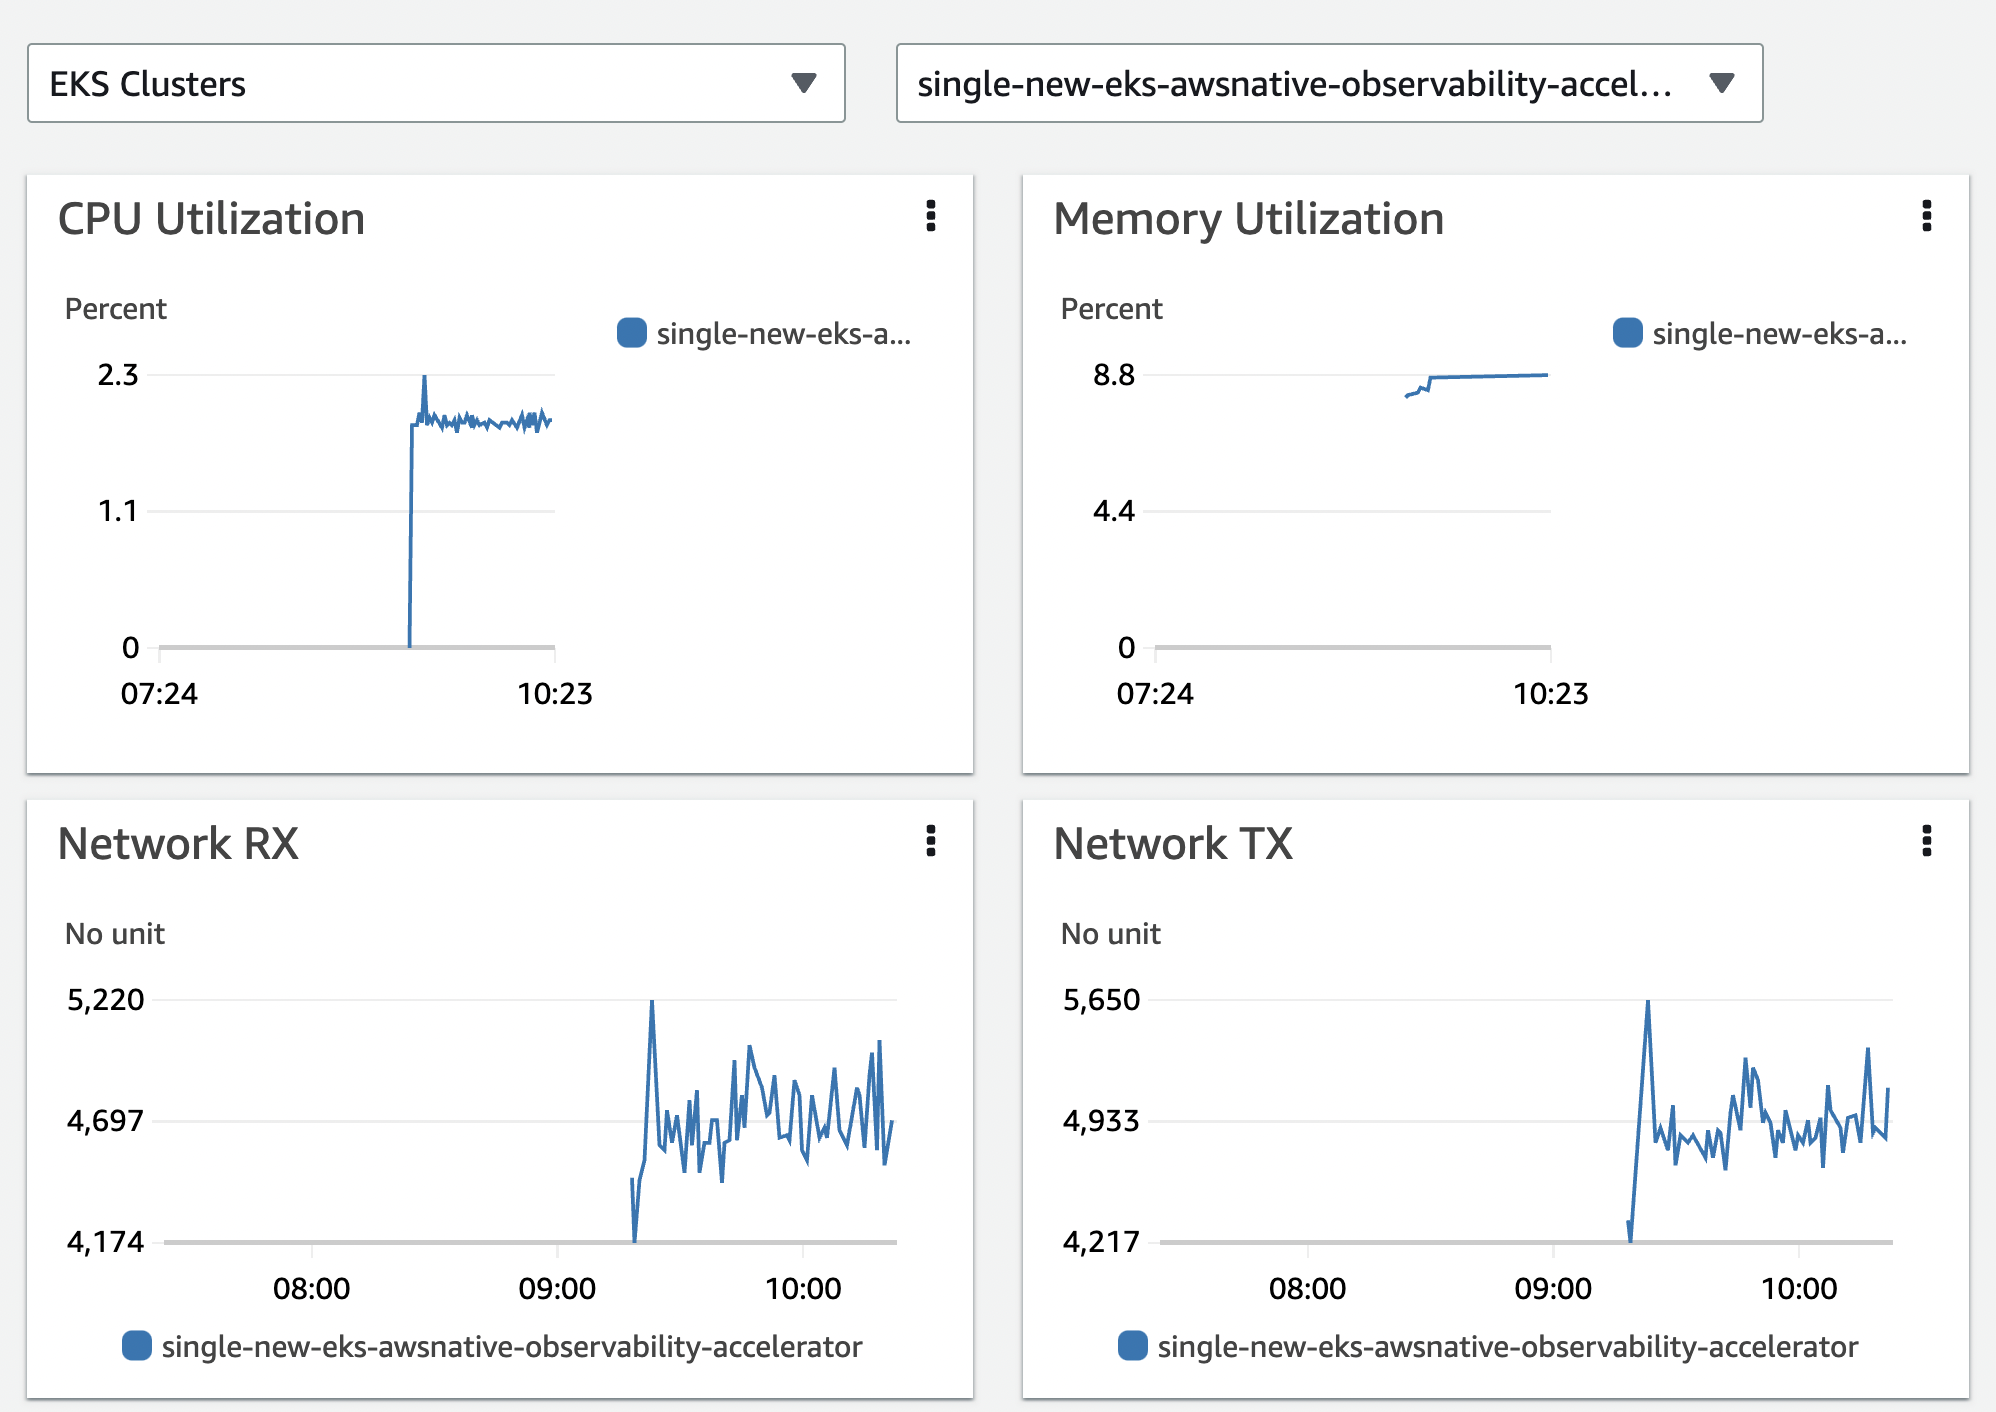 EKS Clusters
single-new-eks-awsnative-observability-accel...
CPU Utilization
Percent
single-new-eks-a...
2.3
1.1
0
07:24
10:23
Memory Utilization
Percent
single-new-eks-a...
8.8
4.4
0
07:24
10:23
Network RX
No unit
5,220
4,697
4,174
08:00
09:00
10:00
single-new-eks-awsnative-observability-accelerator
Network TX
No unit
5,650
4,933
4,217
08:00
09:00
10:00
single-new-eks-awsnative-observability-accelerator